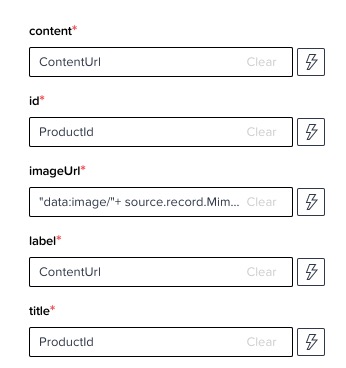 content*
ContentUrl Clear
id*
ProductId Clear
imageUrl*
"data:image/"+ source.record.Mim... Clear
label*
ContentUrl Clear
title*
ProductId Clear